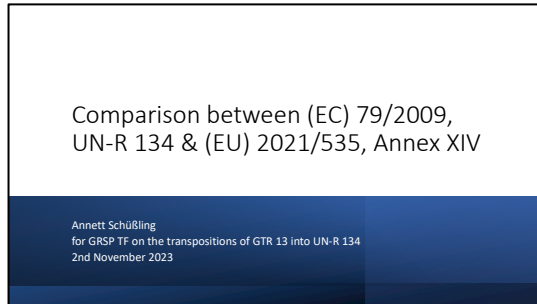 Comparison between (EC) 79/2009,
UN-R 134 & (EU) 2021/535, Annex XIV
Annett Schüßling
for GRSP TF on the transpositions of GTR 13 into UN-R 134
2nd November 2023